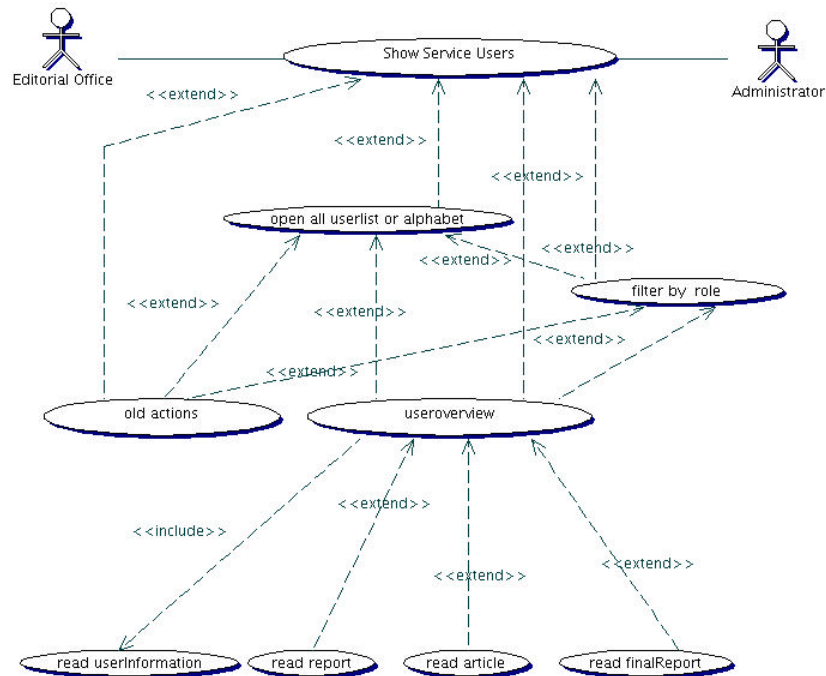 Show Service Users
Editorial Office
Administrator
<<extend>>
<<extend>>
<<extend>>
open all userlist or alphabet
<<extend>>
<<extend>>
filter by role
<<extend>>
<<extend>>
<<extend>>
<<extend>>
old actions
useroverview
<<include>>
<<extend>>
<<extend>>
<<extend>>
read userInformation
read report
read article
read finalReport